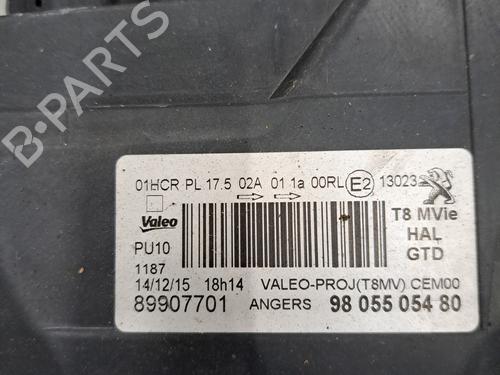 01HCR PL 17.5 02A 01 1a 00RL E2 13023
Valeo
T8 MVie
HAL
GTD
PU10
1187
14/12/15 18h14 VALEO-PROJ(T8MV) CEM00
89907701 ANGERS 98 055 054 80
B-PARTS